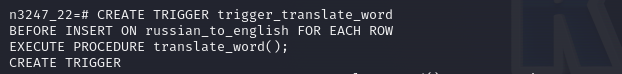 n3247_22=# CREATE TRIGGER trigger_translate_word
BEFORE INSERT ON russian_to_english FOR EACH ROW
EXECUTE PROCEDURE translate_word();
CREATE TRIGGER